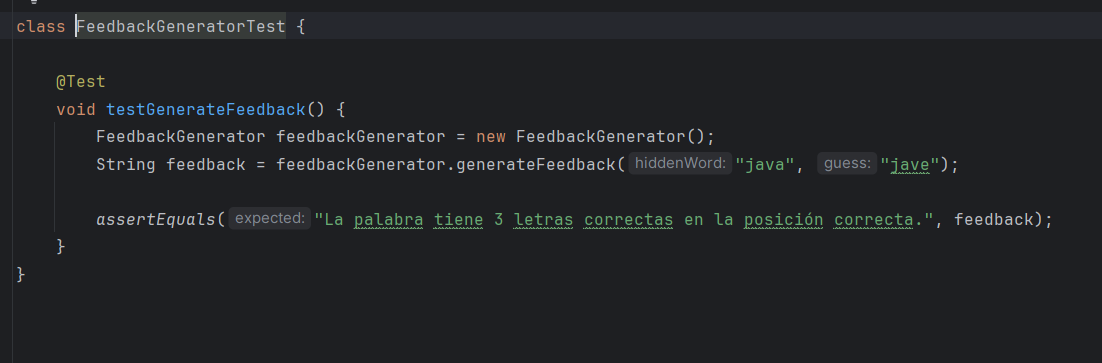 class FeedbackGeneratorTest {
@Test
void testGenerateFeedback() {
FeedbackGenerator feedbackGenerator = new FeedbackGenerator();
String feedback = feedbackGenerator.generateFeedback( hiddenWord: "java", guess: "jave");
assertEquals( expected: "La palabra tiene 3 letras correctas en la posición correcta.", feedback);
}
}